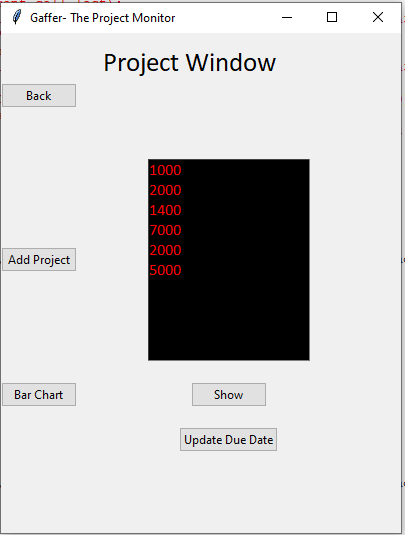 Gaffer- The Project Monitor
Project Window
Back
1000
2000
1400
7000
2000
5000
Add Project
Bar Chart
Show
Update Due Date